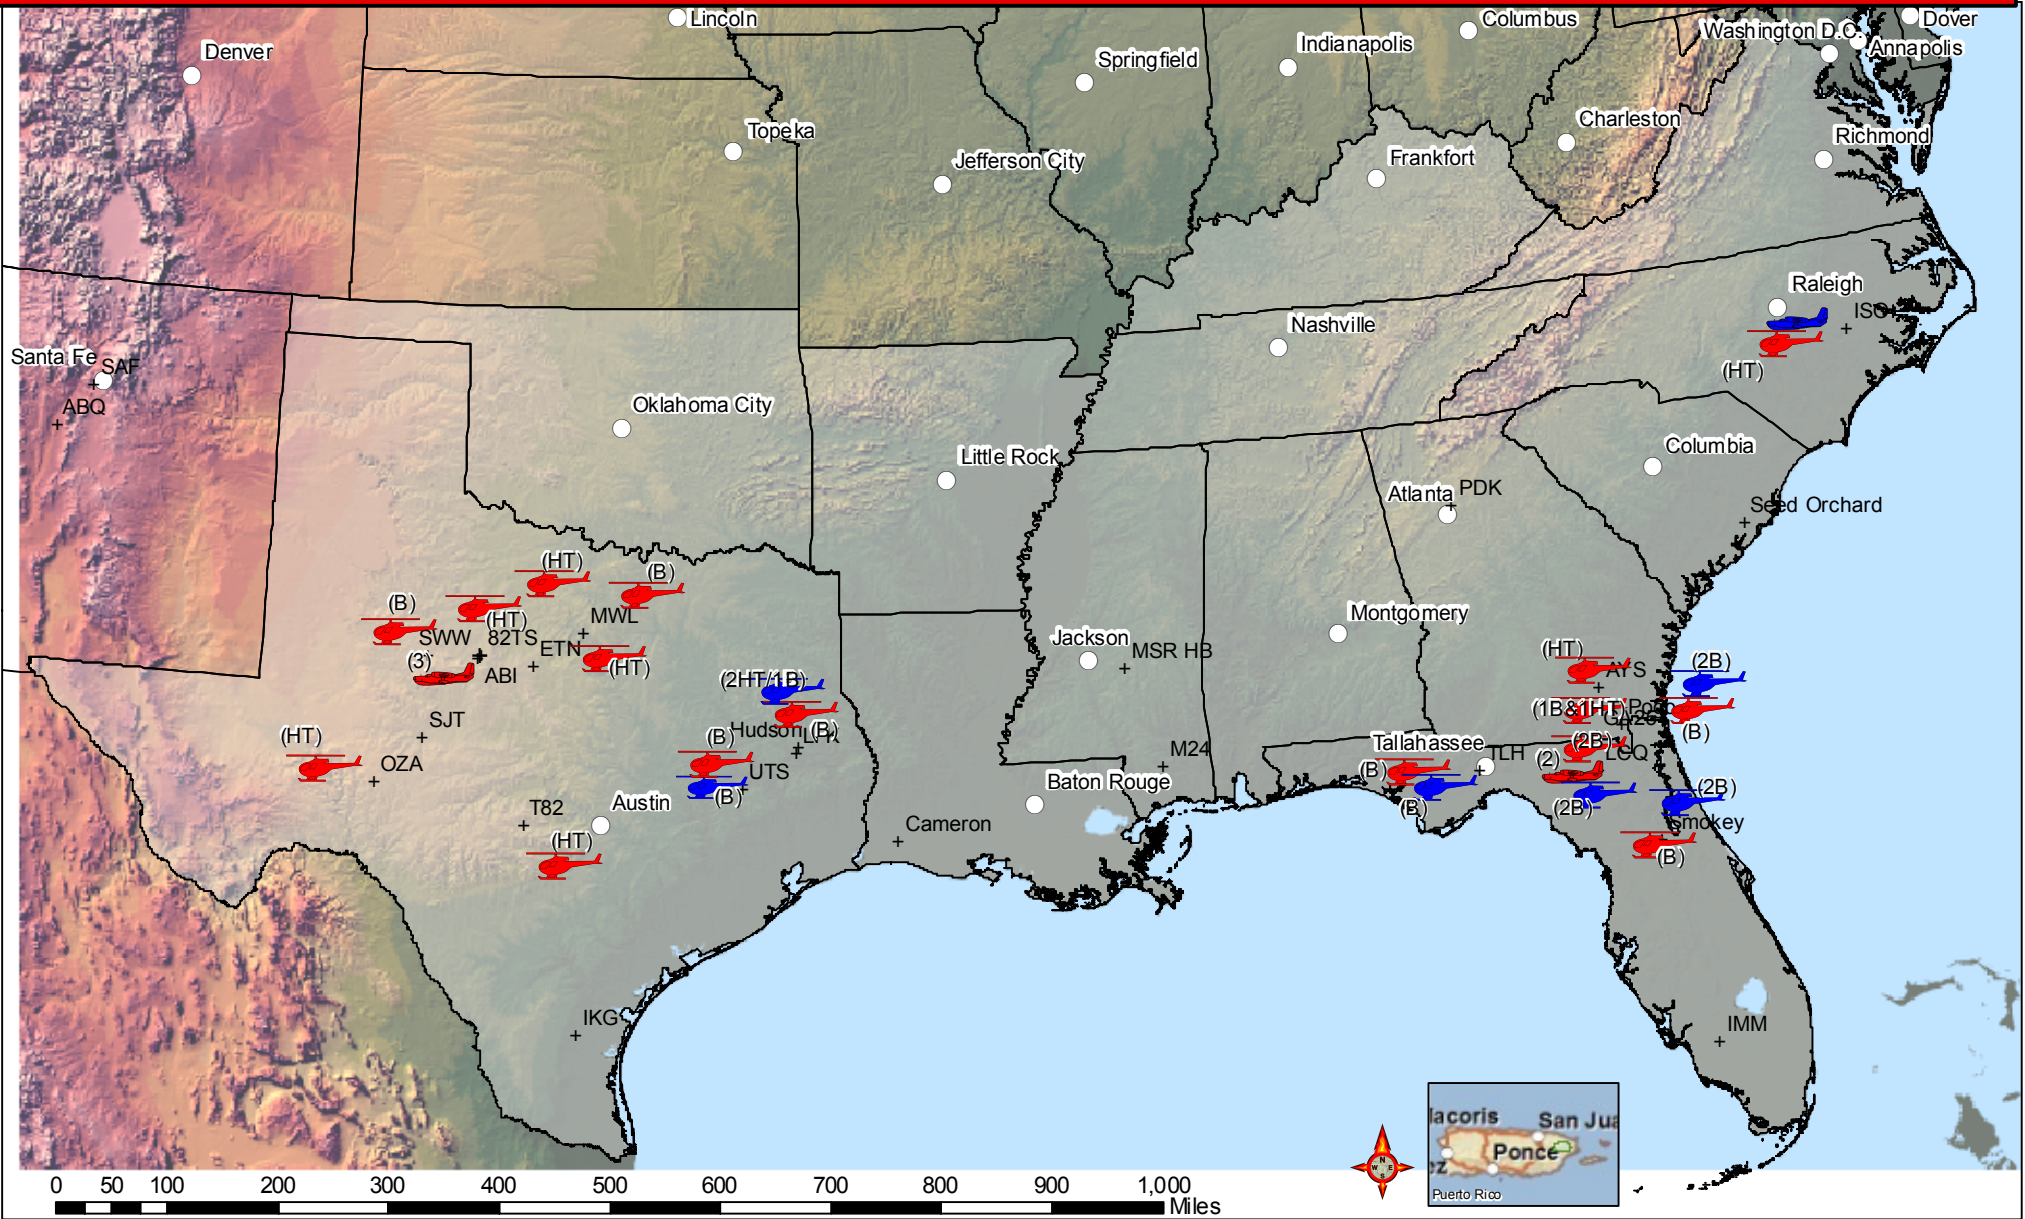 Lincoln
Columbus
Dover
Denver
Springfield
Indianapolis
Washington D.C.
Annapolis
Topeka
Charleston
Richmond
Jefferson City
Frankfort
Raleigh
ISO
Nashville
Santa Fe
SAF
(HT)
ABQ
Oklahoma City
Little Rock
Columbia
Atlanta
PDK
Seed Orchard
(HT)
(B)
(B)
(HT)
MWL
Montgomery
SWW
82TS
ETN
Jackson
MSR HB
(HT)
(2B)
(3)
ABI
(HT)
AYS
(2HT/1B)
(1B&1HT)
SJT
Hudson
(B)
(B)
(HT)
(B)
M24
Tallahassee
TLH
(2B)
LCQ
OZA
UTS
Baton Rouge
(B)
(2)
(B)
(B)
(2B)
(2B)
T82
Austin
Cameron
Smokey
(HT)
(B)
IKG
IMM
San Jua
Ponce
Puerto Rico
N
W E
S
0 50 100 200 300 400 500 600 700 800 900 1,000
Miles